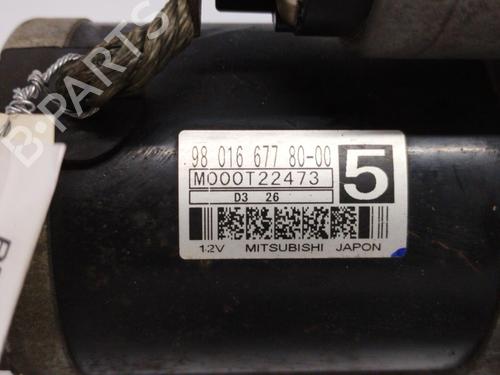 98 016 677 80-00
M000T22473
5
D3 26
12V MITSUBISHI JAPON
B-PARTS